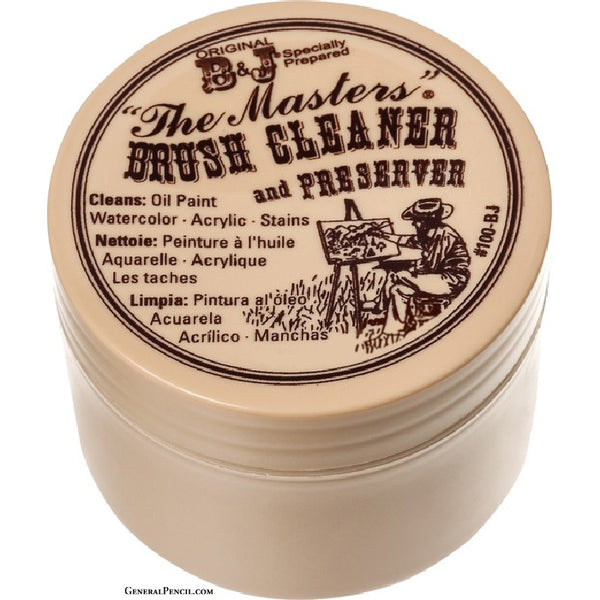 ORIGINAL
B&J
Specially
Prepared
"The Masters"®
BRUSH CLEANER
and PRESERVER
Cleans: Oil Paint
Watercolor - Acrylic - Stains
Nettoie: Peinture à l'huile
Aquarelle - Acrylique
Les taches
Limpia: Pintura al óleo
Acuarela
Acrílico - Manchas
#100-BJ
GENERALPENCIL.COM